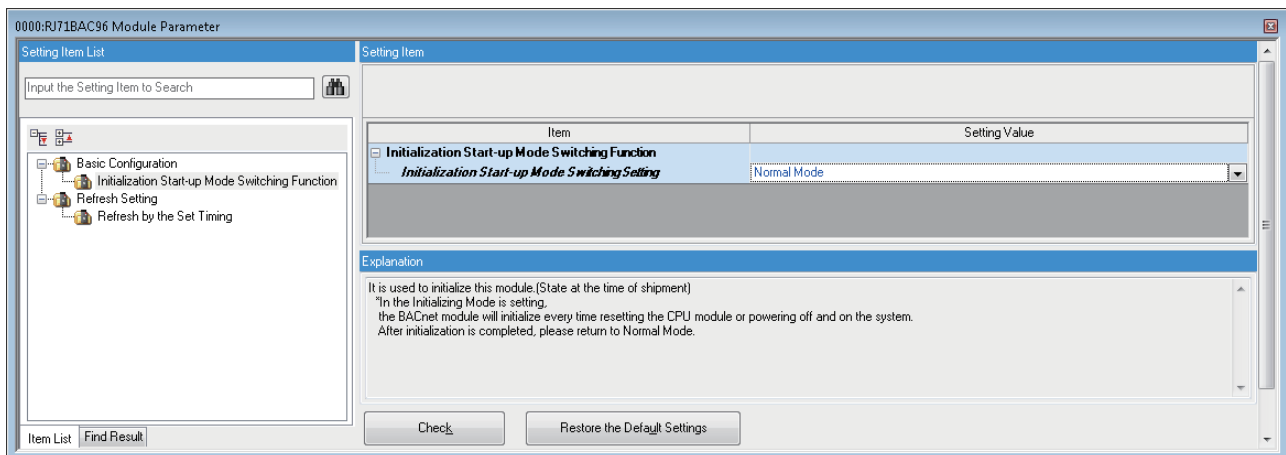 0000:RJ71BAC96 Module Parameter
Setting Item List
Input the Setting Item to Search
Basic Configuration
Initialization Start-up Mode Switching Function
Refresh Setting
Refresh by the Set Timing
Item List
Find Result
Setting Item
Item
Setting Value
Initialization Start-up Mode Switching Function
Initialization Start-up Mode Switching Setting
Normal Mode
Explanation
It is used to initialize this module.(State at the time of shipment)
*In the Initializing Mode is setting,
the BACnet module will initialize every time resetting the CPU module or powering off and on the system.
After initialization is completed, please return to Normal Mode.
Check
Restore the Default Settings